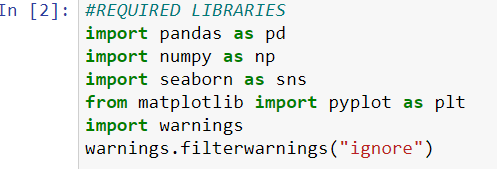 In [2]: #REQUIRED LIBRARIES
import pandas as pd
import numpy as np
import seaborn as sns
from matplotlib import pyplot as plt
import warnings
warnings.filterwarnings("ignore")